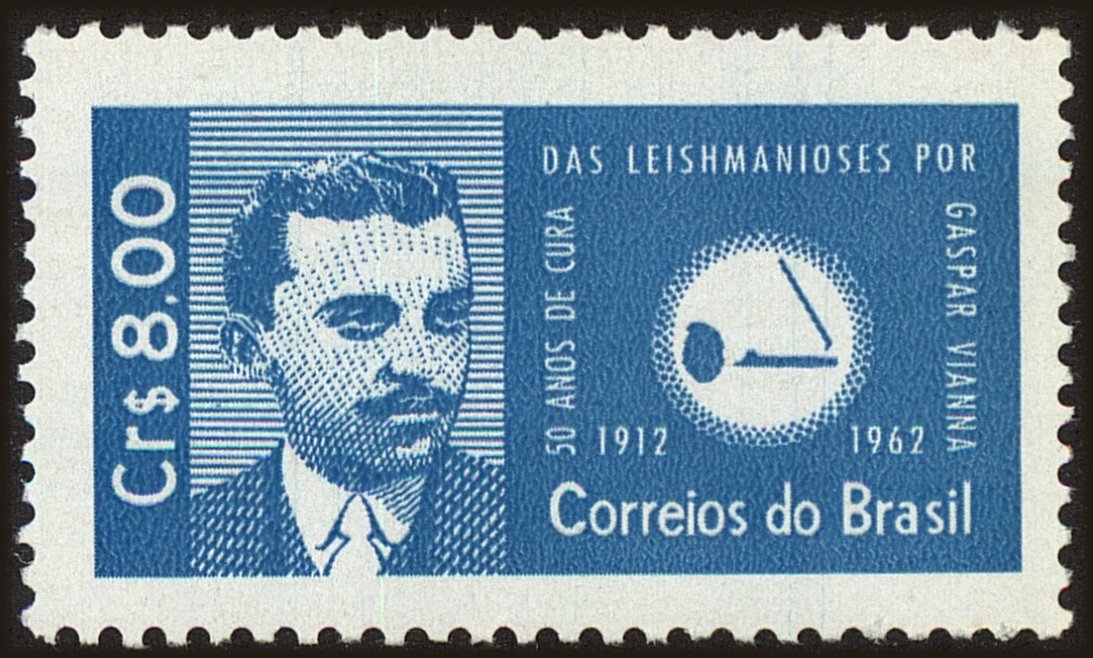 Cr$ 8,00
50 ANOS DE CURA
DAS LEISHMANIOSES POR
GASPAR VIANNA
1912
1962
Correios do Brasil